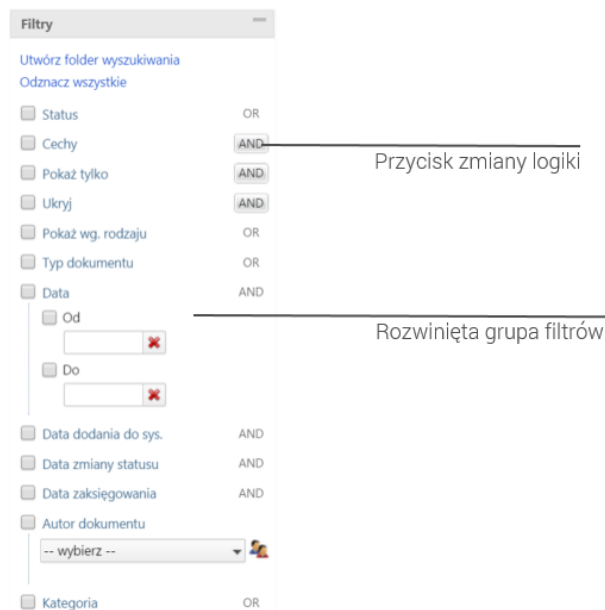 Filtry
Utwórz folder wyszukiwania
Odznacz wszystkie
Status OR
Cechy AND
Przycisk zmiany logiki
Pokaż tylko AND
Ukryj AND
Pokaż wg. rodzaju OR
Typ dokumentu OR
Data AND
Od
Rozwinięta grupa filtrów
Do
Data dodania do sys. AND
Data zmiany statusu AND
Data zaksięgowania AND
Autor dokumentu
-- wybierz --
Kategoria OR